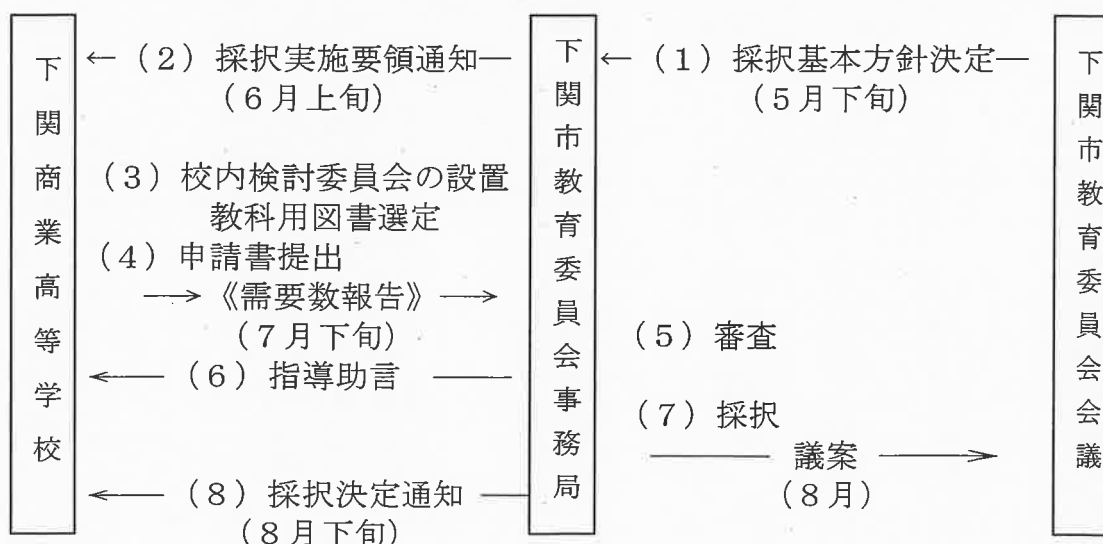 下関商業高等学校
←（２）採択実施要領通知―
（６月上旬）
（３）校内検討委員会の設置
教科用図書選定
（４）申請書提出
→《需要数報告》→
（７月下旬）
←（６）指導助言
←（８）採択決定通知
（８月下旬）
下関市教育委員会事務局
←（１）採択基本方針決定―
（５月下旬）
（５）審査
（７）採択
議案→
（８月）
下関市教育委員会会議